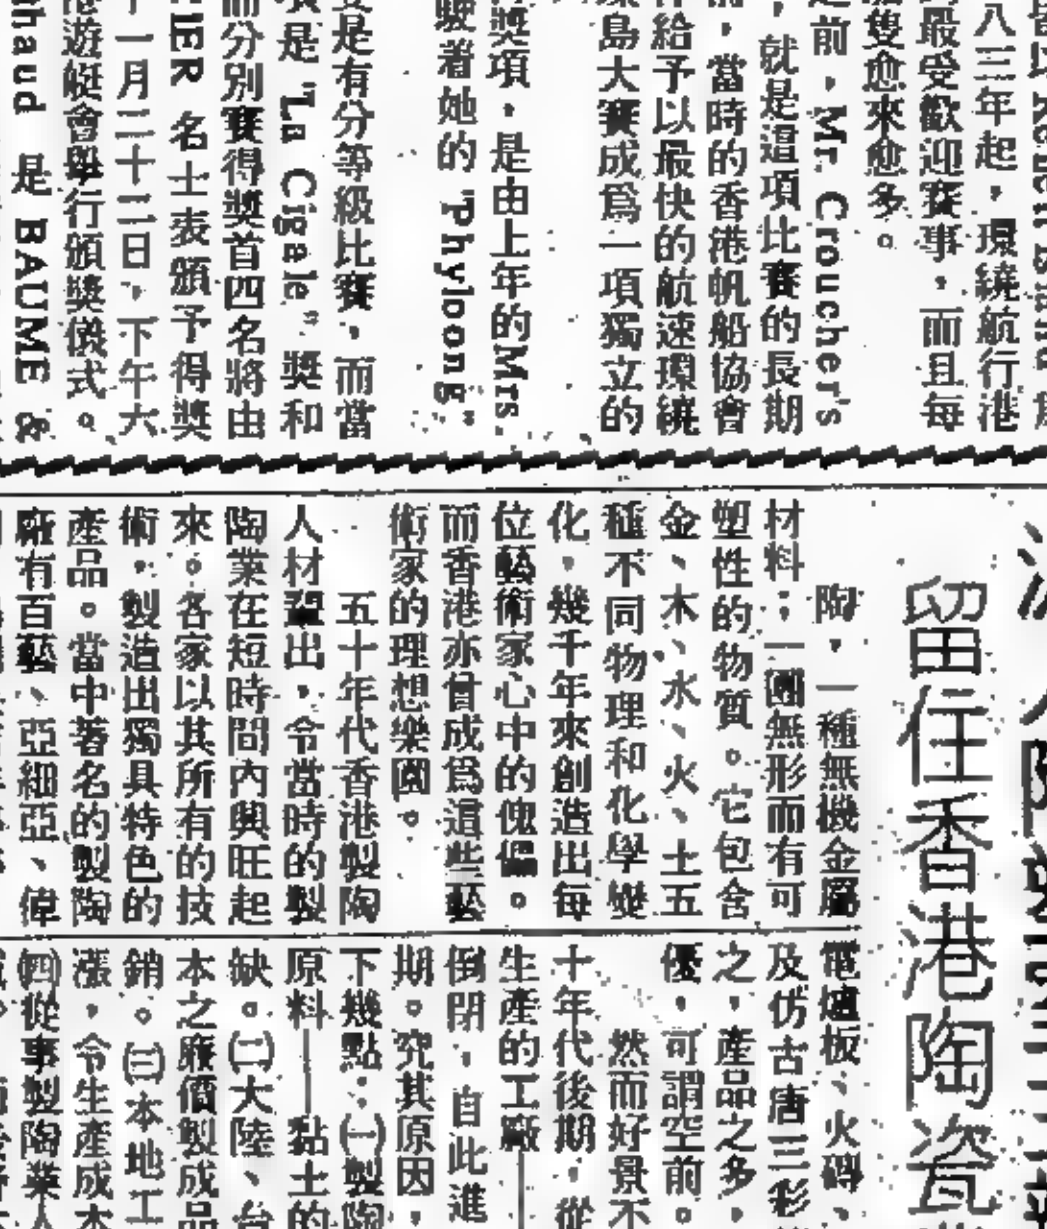 八三年起，環繞航行港
最受歡迎賽事，而且每
隻愈來愈多。
之前，Mr. Croucher's
，就是這項比賽的長期
，當時的香港帆船協會
給予以最快的航速環繞
島大賽成爲一項獨立的
獎項，是由上年的Mrs.
駛着她的 "Phyloong"
是有分等級比賽，而當
是 "La Cigale" 獎和
而分別賽得獎首四名將由
IER 名士表頒予得獎
一月二十二日，下午六
遊艇會舉行頒獎儀式。
haud 是 BAUME &
留住香港陶瓷
陶，一種無機金屬
材料；一團無形而有可
塑性的物質。它包含
金、木、水、火、土五
種不同物理和化學變
化，幾千年來創造出每
位藝術家心中的傀儡。
而香港亦曾成爲這些藝
術家的理想樂園。
五十年代香港製陶
人材輩出，令當時的製
陶業在短時間內興旺起
來。各家以其所有的技
術，製造出獨具特色的
產品。當中著名的製陶
廠有百藝、亞細亞、偉
電爐板、火磚、
及仿古唐三彩
之，產品之多，
優，可謂空前。
然而好景不
十年代後期，從
生產的工廠—
倒閉，自此進
期。究其原因，
下幾點：㈠製陶
原料—黏土的
缺。㈡大陸、台
本之廠價製成品
銷。㈢本地工
漲，令生產成本
㈣從事製陶業人